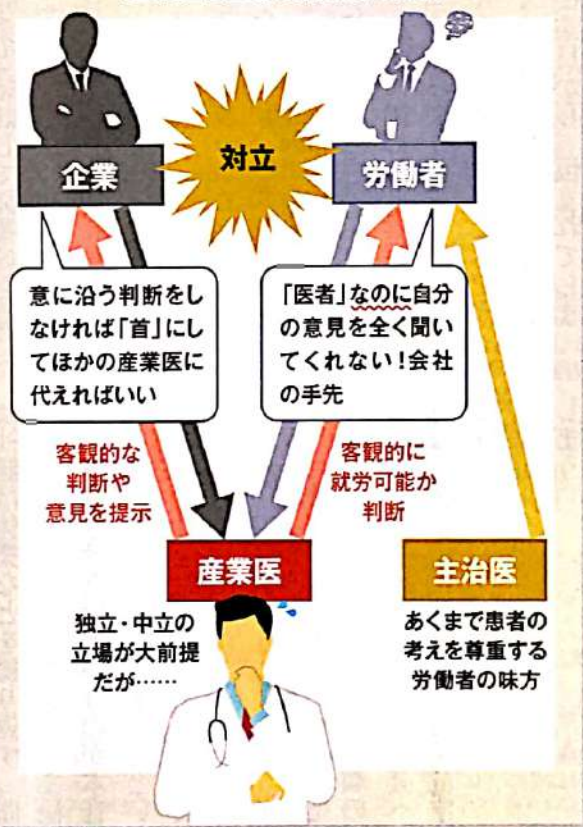 対立
企業
労働者
意に沿う判断をし
なければ「首」にし
てほかの産業医に
代えればいい
「医者」なのに自分
の意見を全く聞い
てくれない！会社
の手先
客観的な
判断や
意見を提示
客観的に
就労可能か
判断
産業医
主治医
独立・中立の
立場が大前提
だが……
あくまで患者の
考えを尊重する
労働者の味方